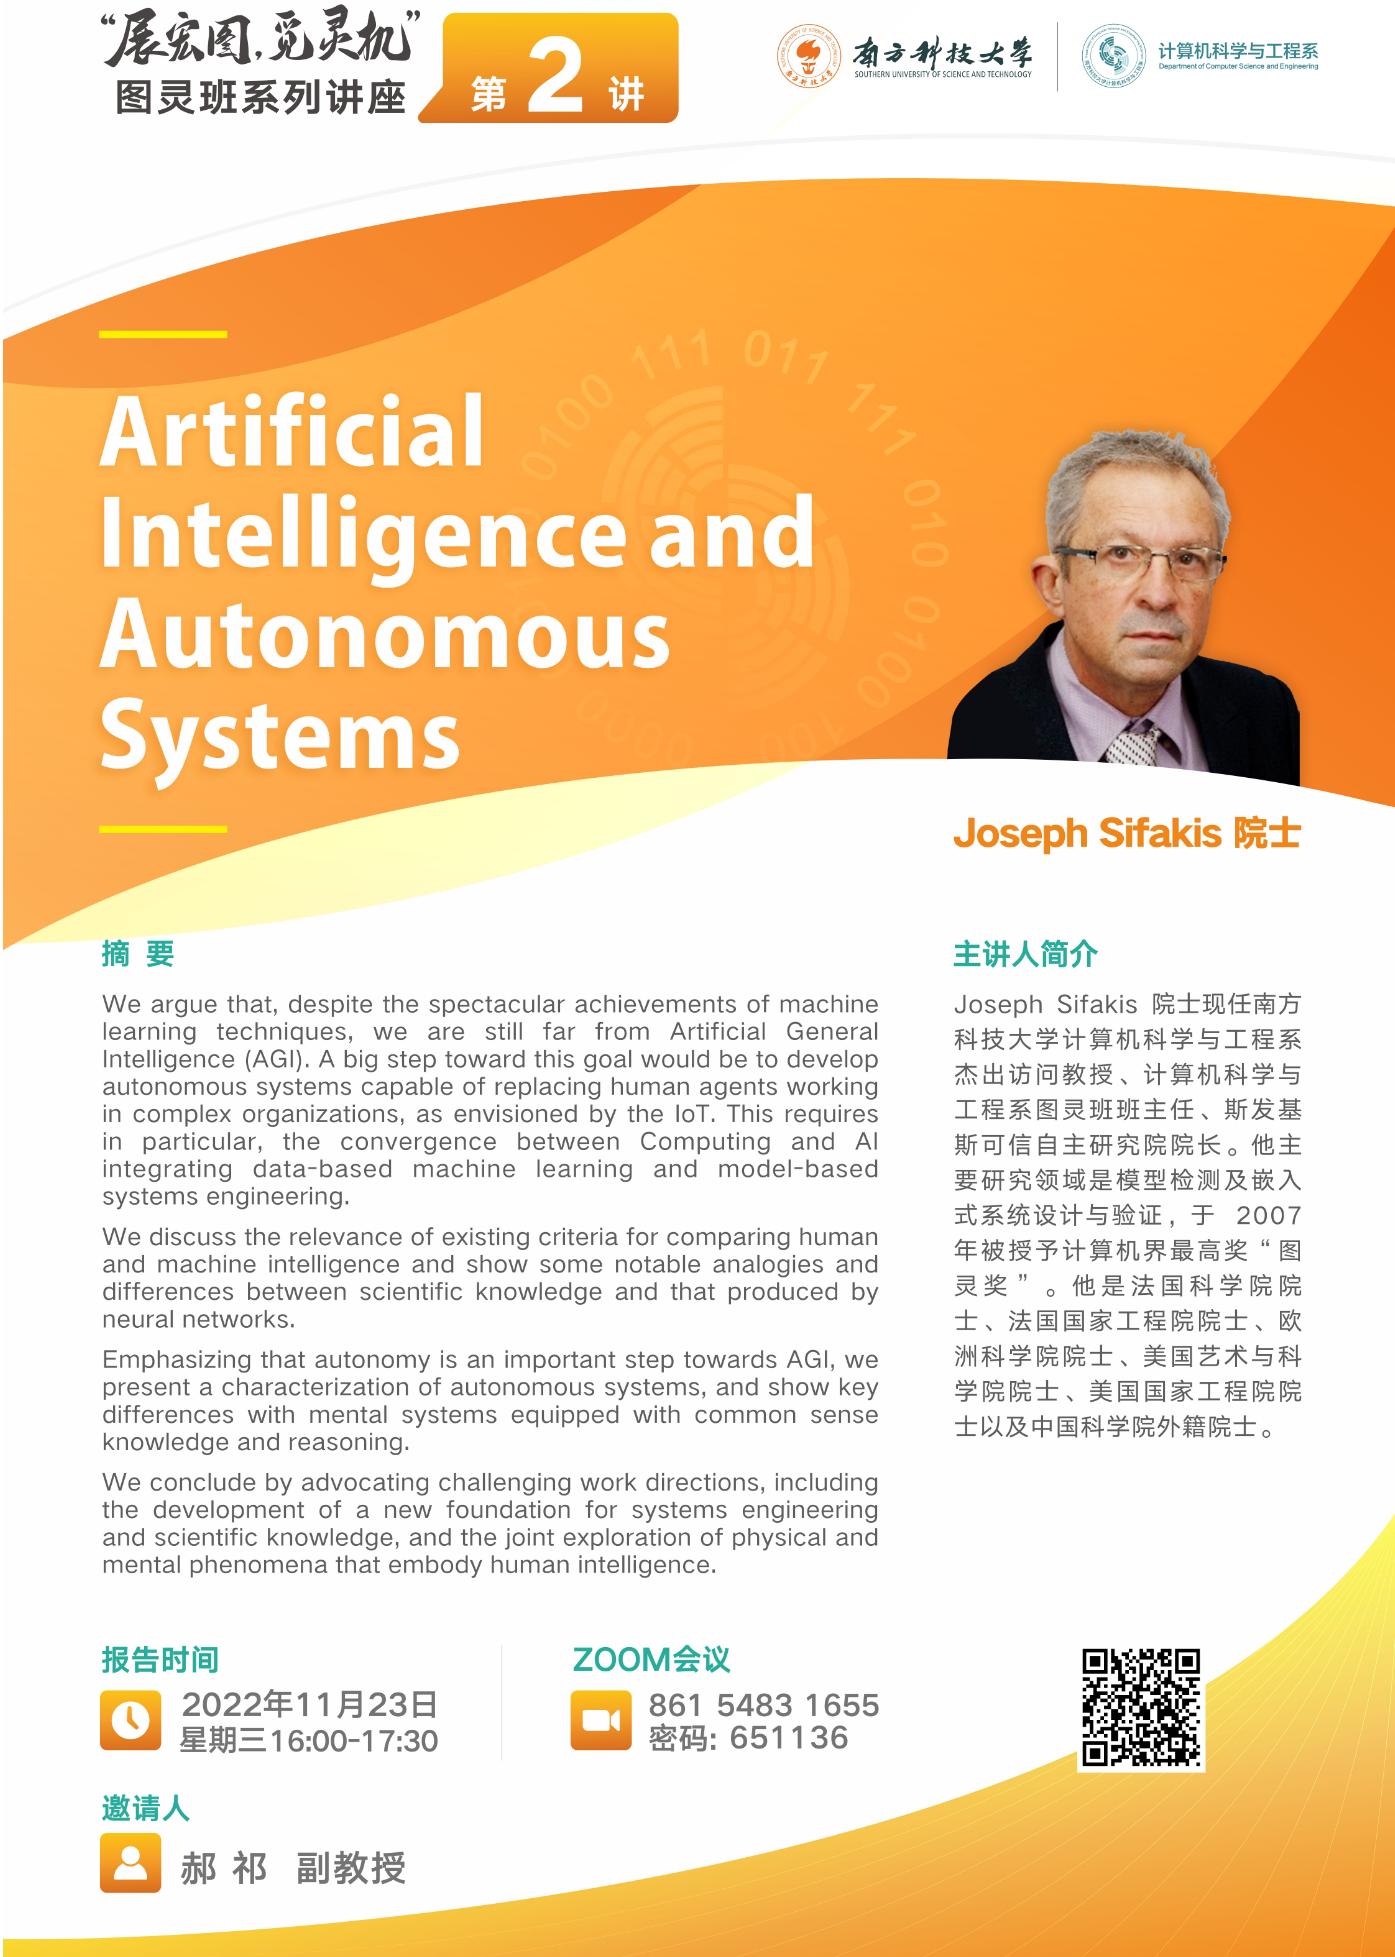 “展宏图，觅灵机”
图灵班系列讲座
第 2 讲
南方科技大学
SOUTHERN UNIVERSITY OF SCIENCE AND TECHNOLOGY
计算机科学与工程系
Department of Computer Science and Engineering
Artificial
Intelligence and
Autonomous
Systems
Joseph Sifakis 院士
摘 要
We argue that, despite the spectacular achievements of machine
learning techniques, we are still far from Artificial General
Intelligence (AGI). A big step toward this goal would be to develop
autonomous systems capable of replacing human agents working
in complex organizations, as envisioned by the IoT. This requires
in particular, the convergence between Computing and AI
integrating data-based machine learning and model-based
systems engineering.
We discuss the relevance of existing criteria for comparing human
and machine intelligence and show some notable analogies and
differences between scientific knowledge and that produced by
neural networks.
Emphasizing that autonomy is an important step towards AGI, we
present a characterization of autonomous systems, and show key
differences with mental systems equipped with common sense
knowledge and reasoning.
We conclude by advocating challenging work directions, including
the development of a new foundation for systems engineering
and scientific knowledge, and the joint exploration of physical and
mental phenomena that embody human intelligence.
主讲人简介
Joseph Sifakis 院士现任南方
科技大学计算机科学与工程系
杰出访问教授、计算机科学与
工程系图灵班班主任、斯发基
斯可信自主研究院院长。他主
要研究领域是模型检测及嵌入
式系统设计与验证，于 2007
年被授予计算机界最高奖“图
灵奖”。他是法国科学院院
士、法国国家工程院院士、欧
洲科学院院士、美国艺术与科
学院院士、美国国家工程院院
士以及中国科学院外籍院士。
报告时间
2022年11月23日
星期三16:00-17:30
ZOOM会议
861 5483 1655
密码: 651136
邀请人
郝 祁 副教授